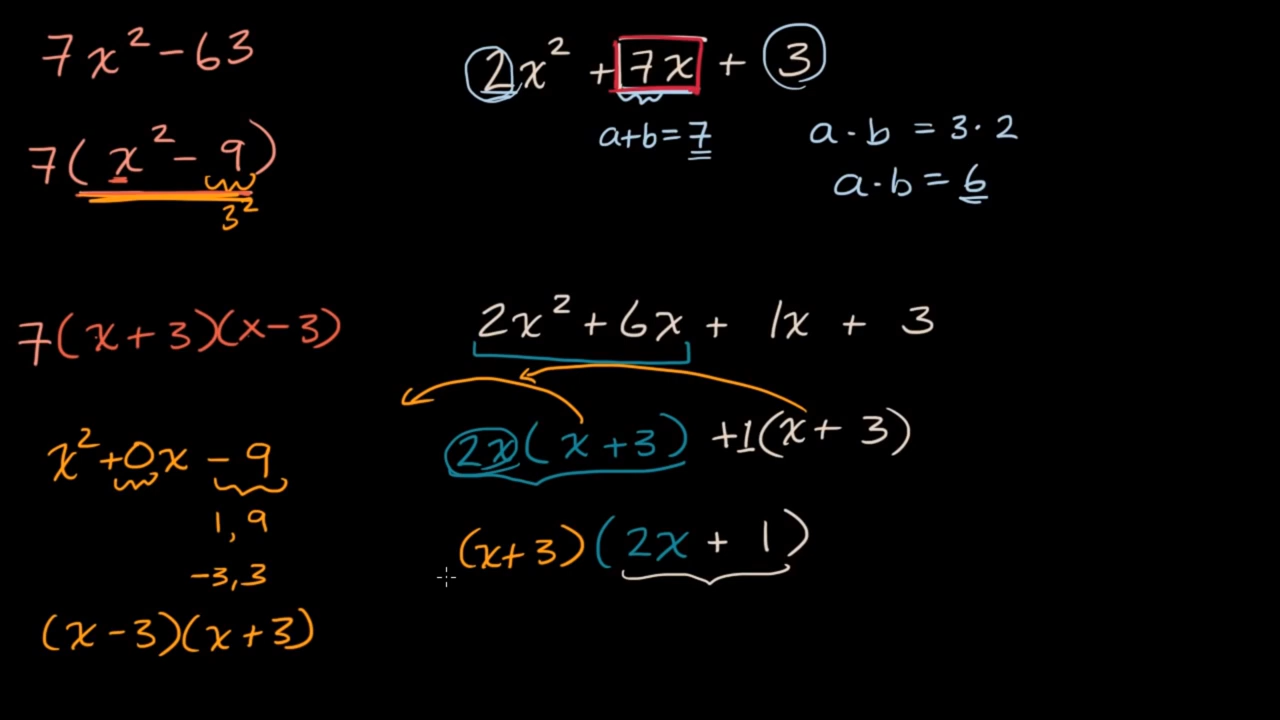 7x² - 63
7(x² - 9)
3²
7(x + 3)(x - 3)
x² + 0x - 9
1, 9
-3, 3
(x - 3)(x + 3)
2x² + 7x + 3
a + b = 7
a · b = 3 · 2
a · b = 6
2x² + 6x + 1x + 3
2x(x + 3) + 1(x + 3)
(x + 3)(2x + 1)